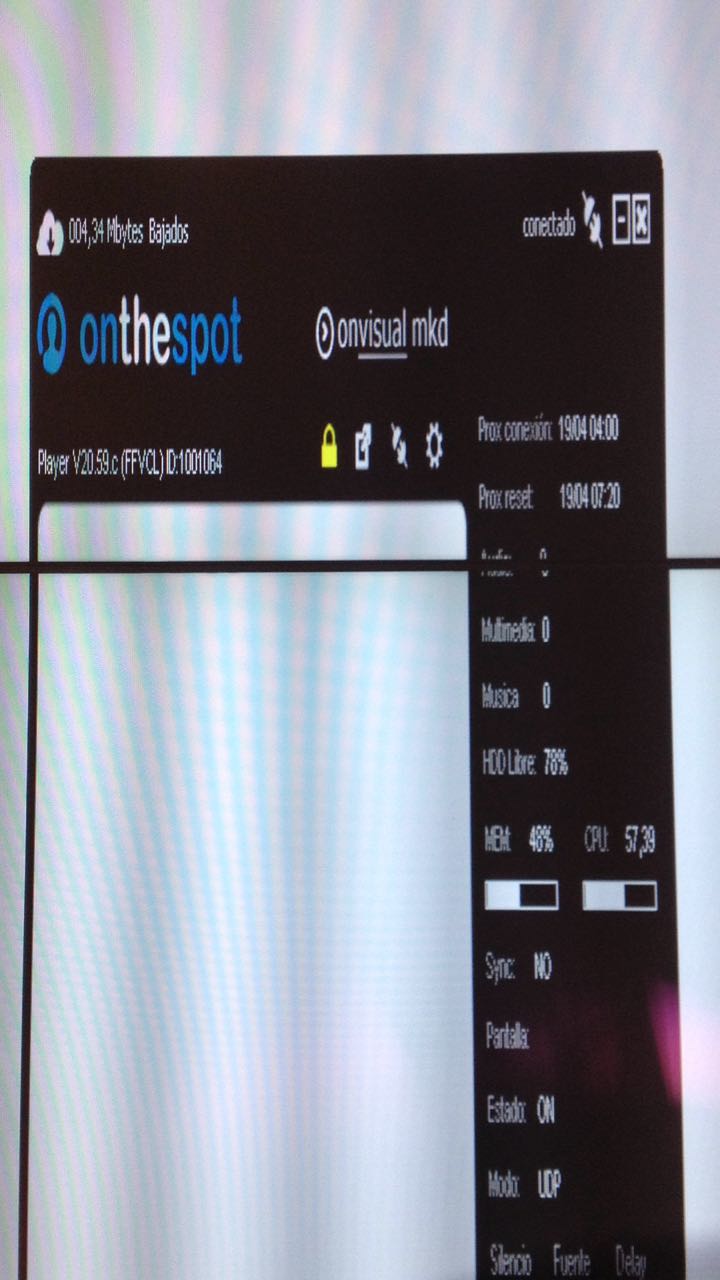 004,34 Mbytes Bajados
conectado
onthespot
onvisual mkd
Player V20.59.c (FFVCL) ID:1001064
Prox conexión: 19/04 04:00
Prox reset: 19/04 07:20
0
Multimedia: 0
Musica 0
HDD Libre: 78%
MEM: 48% CPU: 57,39
Sync: NO
Pantalla:
Estado: ON
Modo: UDP
Silencio Fuente Delay